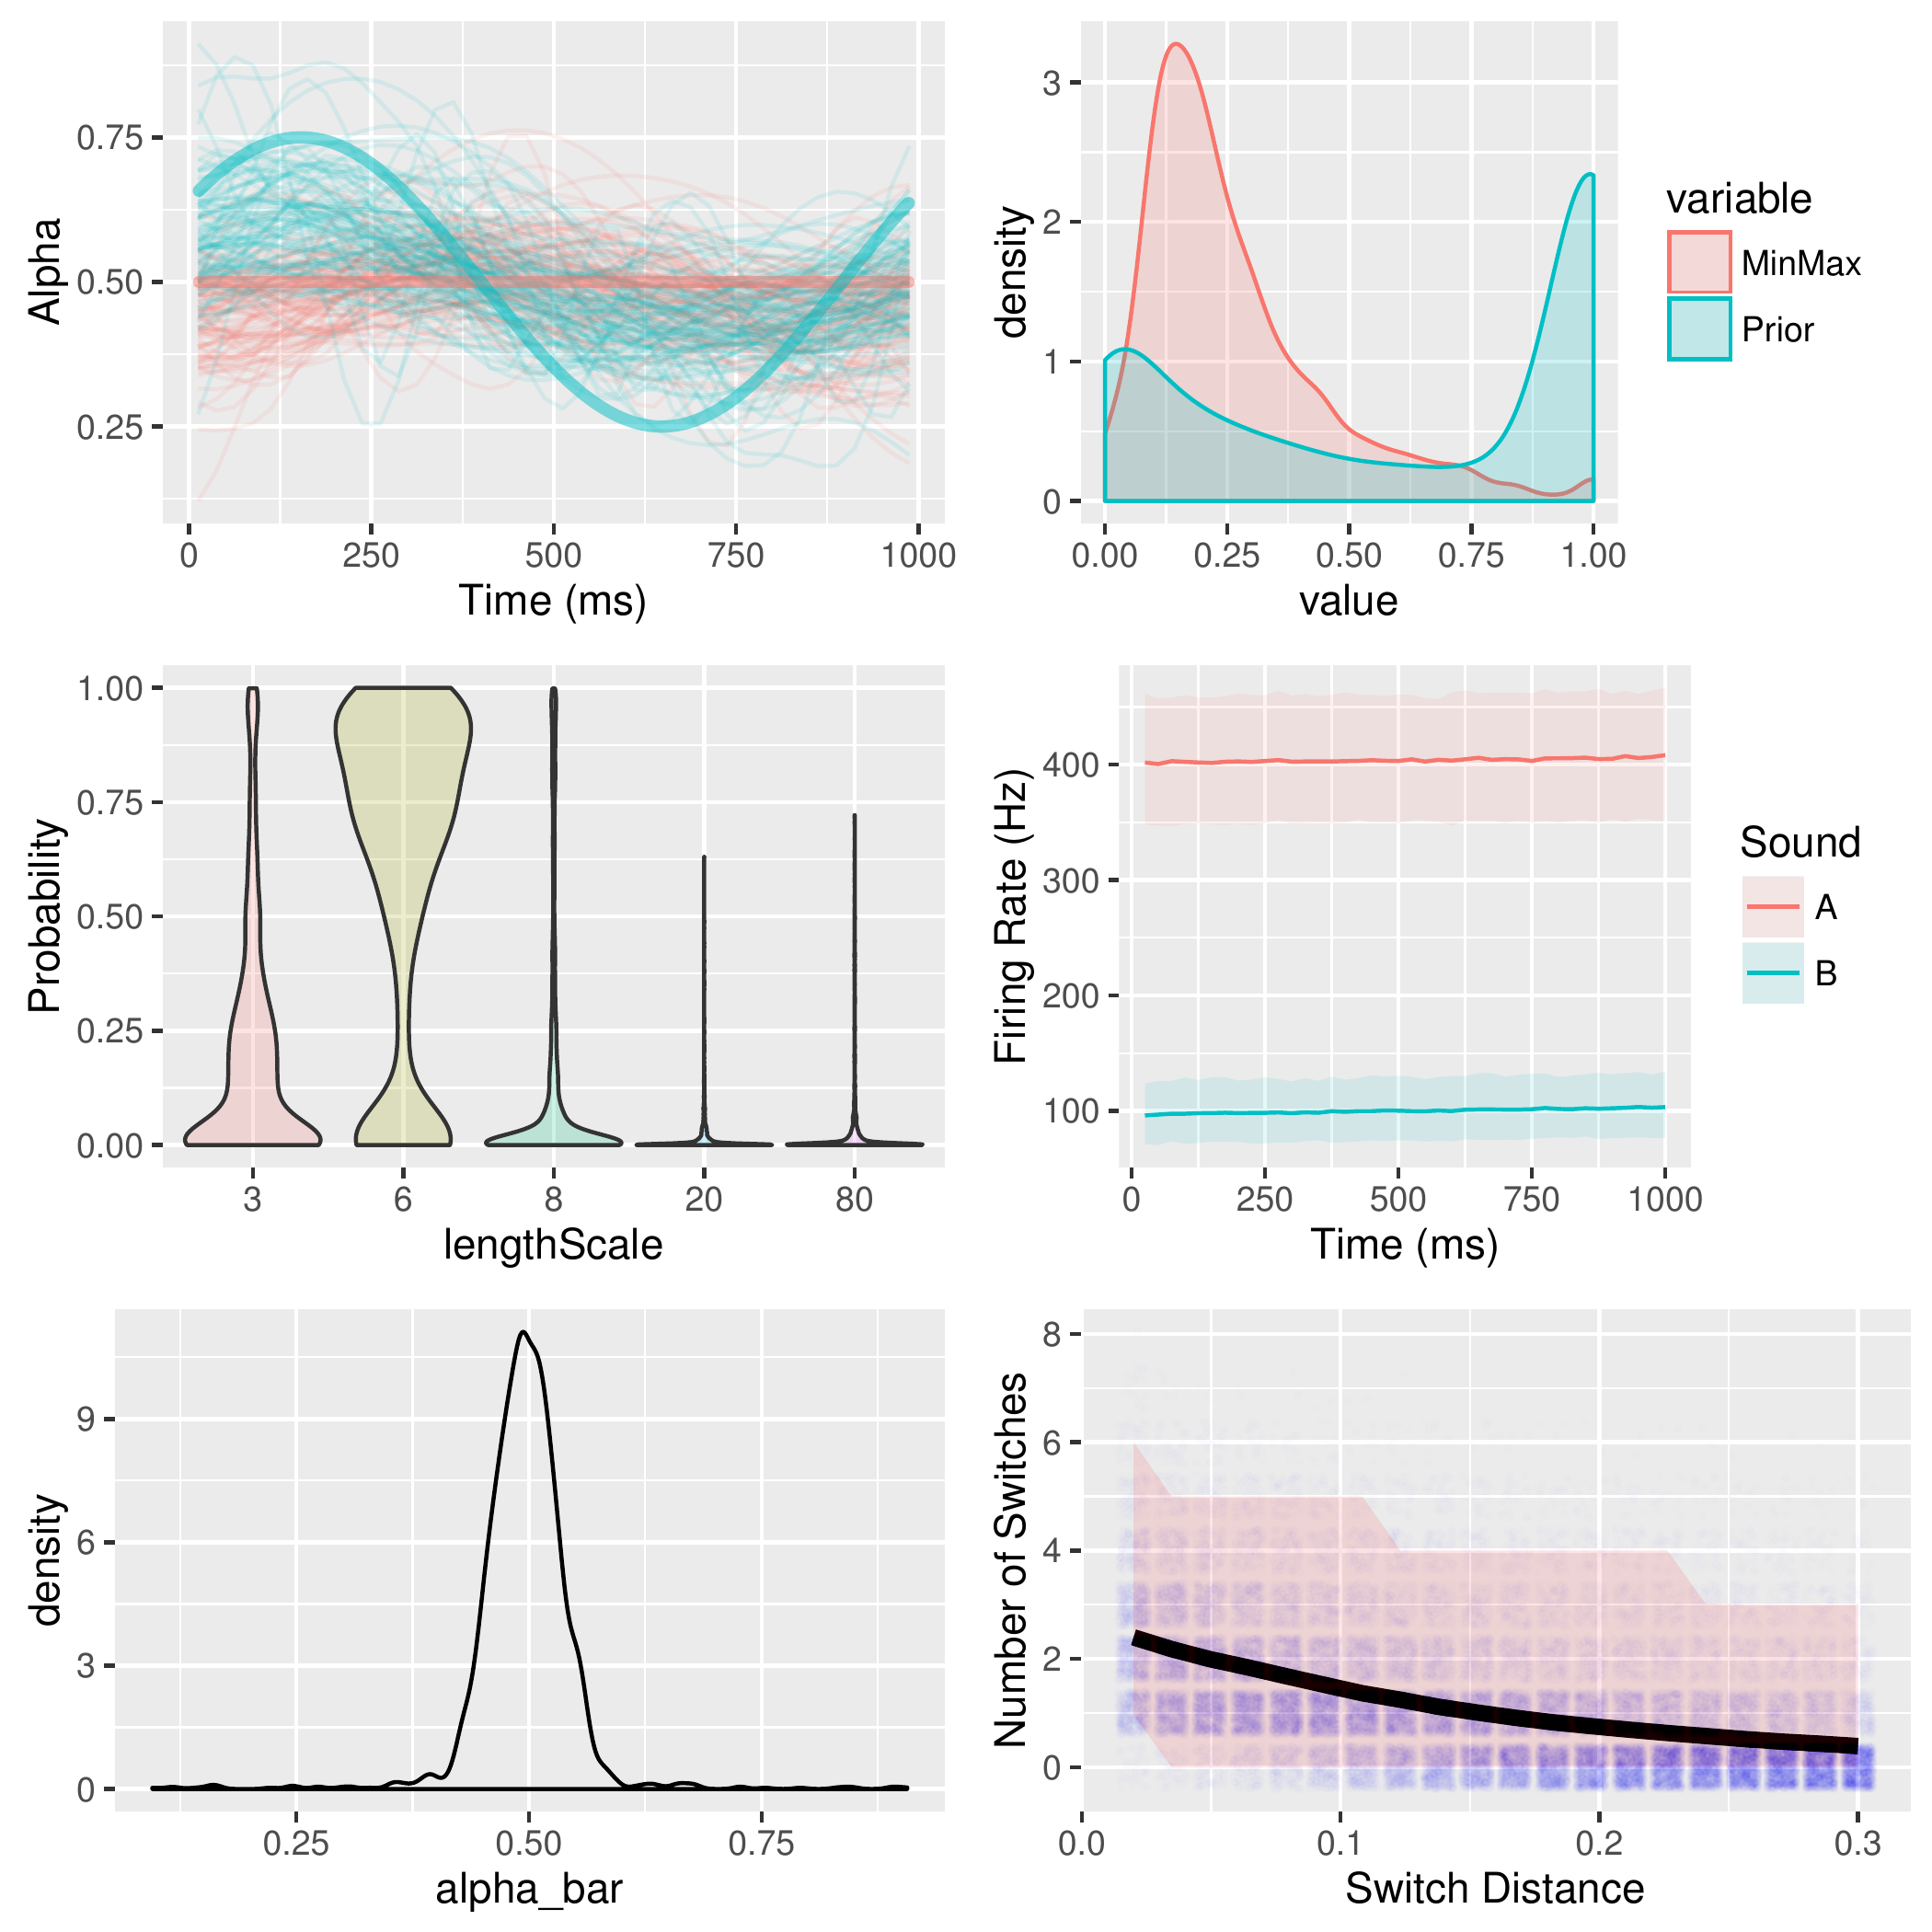 Alpha
0.75
0.50
0.25
0 250 500 750 1000
Time (ms)
density
3
2
1
0
0.00 0.25 0.50 0.75 1.00
value
variable
MinMax
Prior
Probability
1.00
0.75
0.50
0.25
0.00
3 6 8 20 80
lengthScale
Firing Rate (Hz)
400
300
200
100
0 250 500 750 1000
Time (ms)
Sound
A
B
density
9
6
3
0
0.25 0.50 0.75
alpha_bar
Number of Switches
8
6
4
2
0
0.0 0.1 0.2 0.3
Switch Distance